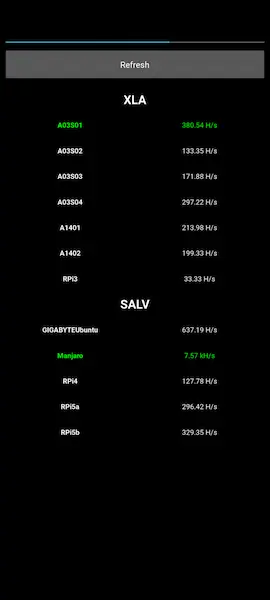 Refresh
XLA
A03S01 380.54 H/s
A03S02 133.35 H/s
A03S03 171.88 H/s
A03S04 297.22 H/s
A1401 213.98 H/s
A1402 199.33 H/s
RPi3 33.33 H/s
SALV
GIGABYTEUbuntu 637.19 H/s
Manjaro 7.57 kH/s
RPi4 127.78 H/s
RPi5a 296.42 H/s
RPi5b 329.35 H/s